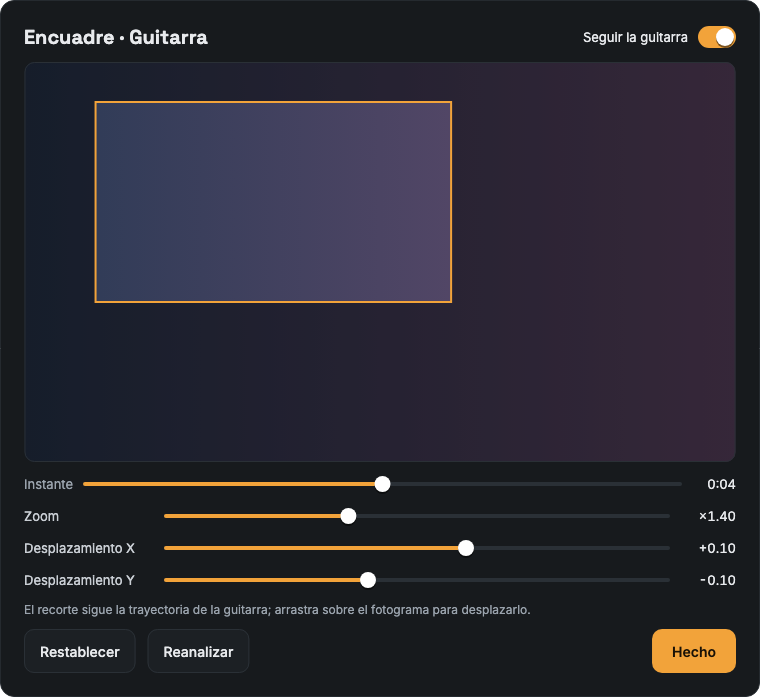 Encuadre · Guitarra
Seguir la guitarra
Instante 0:04
Zoom ×1.40
Desplazamiento X +0.10
Desplazamiento Y -0.10
El recorte sigue la trayectoria de la guitarra; arrastra sobre el fotograma para desplazarlo.
Restablecer Reanalizar Hecho